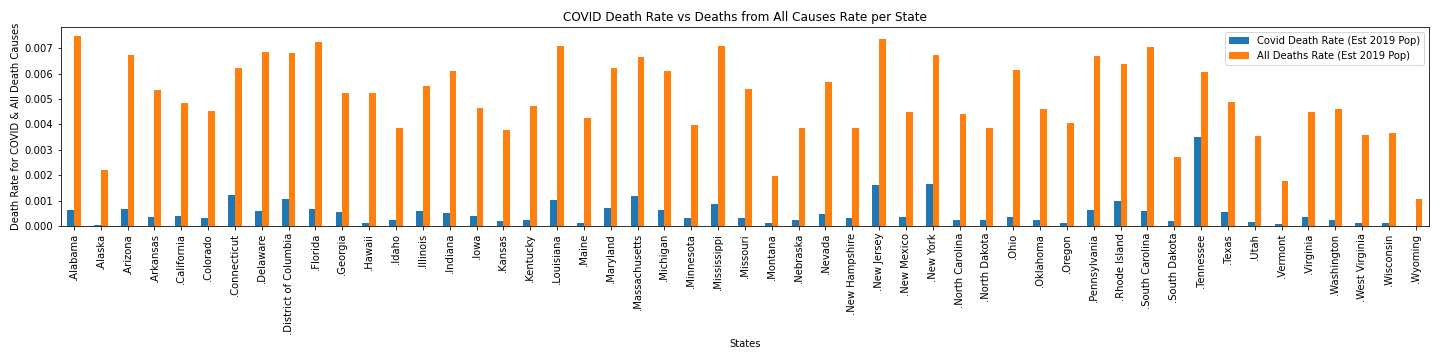 COVID Death Rate vs Deaths from All Causes Rate per State
Death Rate for COVID & All Death Causes
0.007
0.006
0.005
0.004
0.003
0.002
0.001
0.000
Covid Death Rate (Est 2019 Pop)
All Deaths Rate (Est 2019 Pop)
.Alabama
.Alaska
.Arizona
.Arkansas
.California
.Colorado
.Connecticut
.Delaware
.District of Columbia
.Florida
.Georgia
.Hawaii
.Idaho
.Illinois
.Indiana
.Iowa
.Kansas
.Kentucky
.Louisiana
.Maine
.Maryland
.Massachusetts
.Michigan
.Minnesota
.Mississippi
.Missouri
.Montana
.Nebraska
.Nevada
.New Hampshire
.New Jersey
.New Mexico
.New York
.North Carolina
.North Dakota
.Ohio
.Oklahoma
.Oregon
.Pennsylvania
.Rhode Island
.South Carolina
.South Dakota
.Tennessee
.Texas
.Utah
.Vermont
.Virginia
.Washington
.West Virginia
.Wisconsin
.Wyoming
States